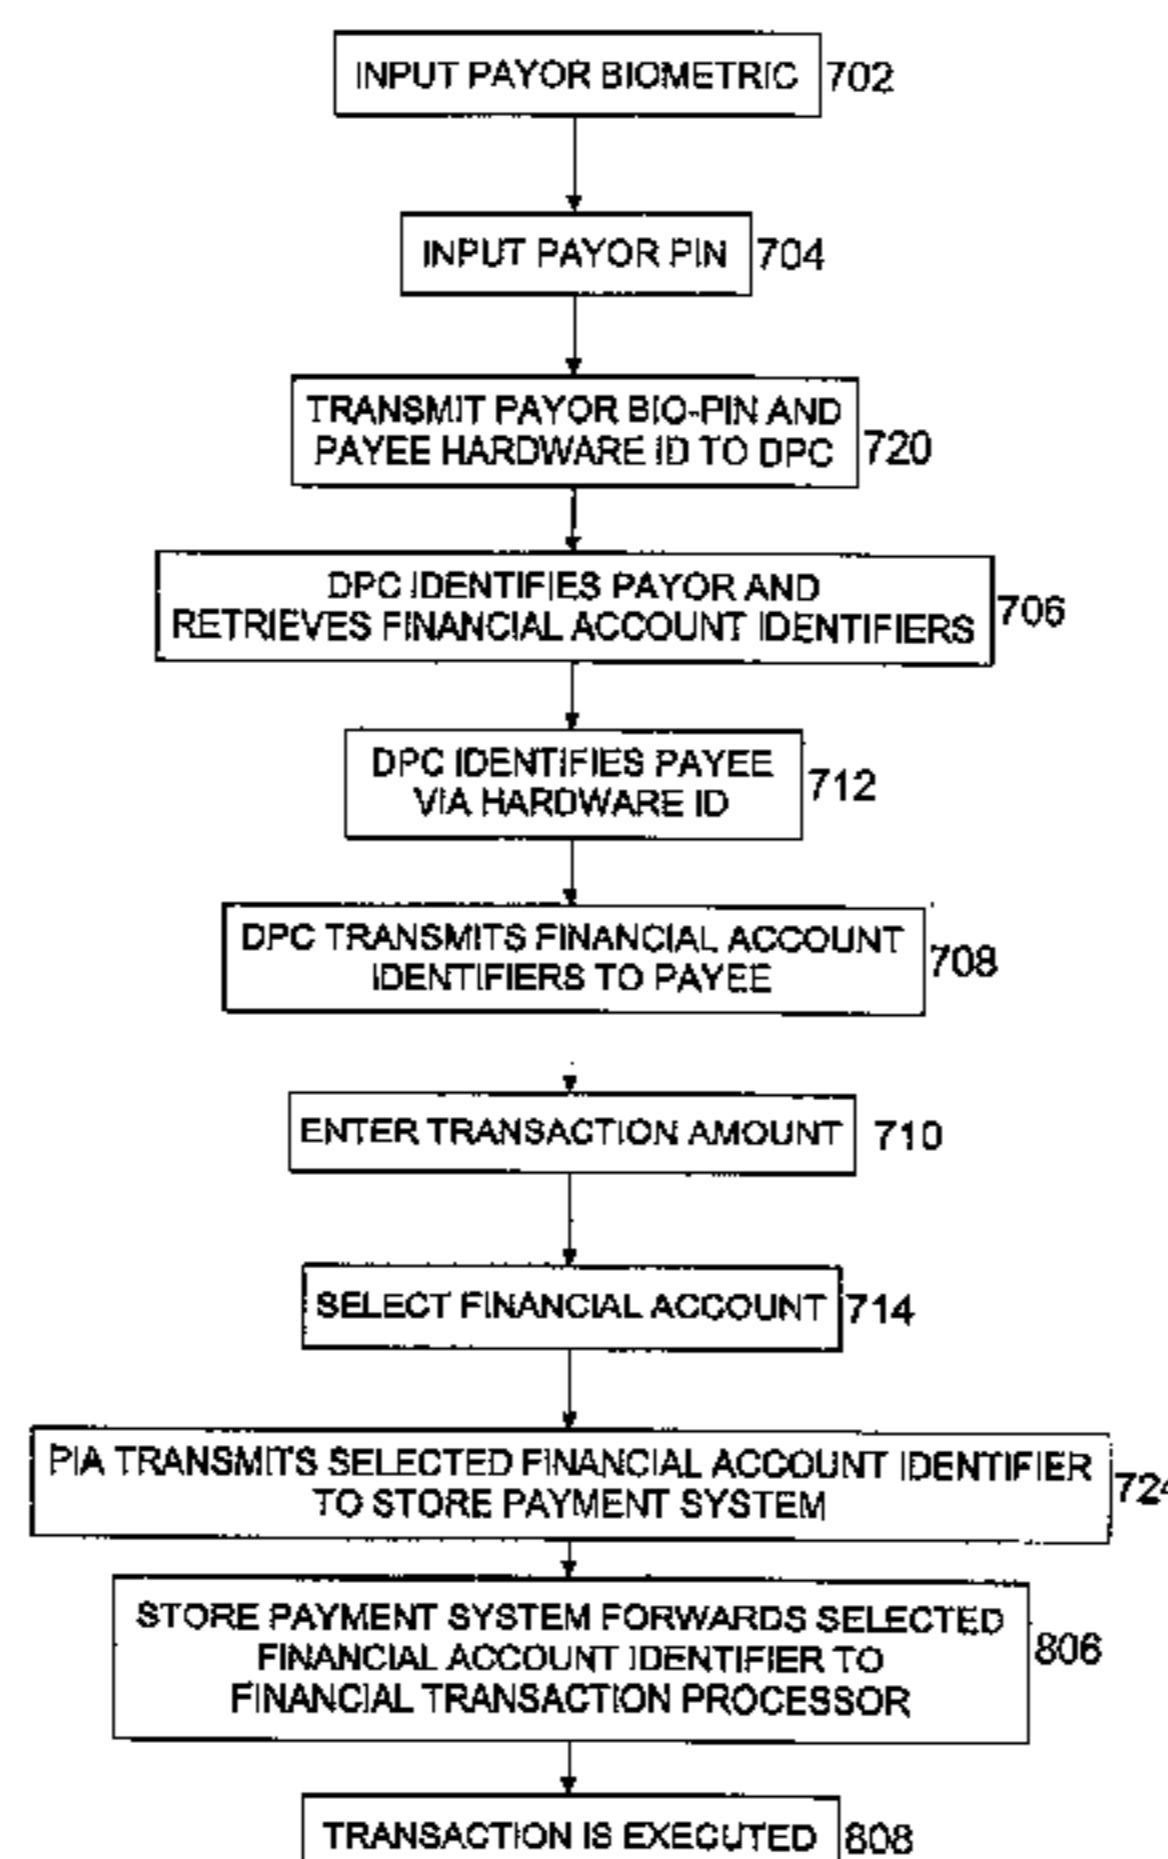 INPUT PAYOR BIOMETRIC 702
INPUT PAYOR PIN 704
TRANSMIT PAYOR BIO-PIN AND
PAYEE HARDWARE ID TO DPC 720
DPC IDENTIFIES PAYOR AND
RETRIEVES FINANCIAL ACCOUNT IDENTIFIERS 706
DPC IDENTIFIES PAYEE
VIA HARDWARE ID 712
DPC TRANSMITS FINANCIAL ACCOUNT
IDENTIFIERS TO PAYEE 708
ENTER TRANSACTION AMOUNT 710
SELECT FINANCIAL ACCOUNT 714
PIA TRANSMITS SELECTED FINANCIAL ACCOUNT IDENTIFIER
TO STORE PAYMENT SYSTEM 724
STORE PAYMENT SYSTEM FORWARDS SELECTED
FINANCIAL ACCOUNT IDENTIFIER TO 806
FINANCIAL TRANSACTION PROCESSOR
TRANSACTION IS EXECUTED 808